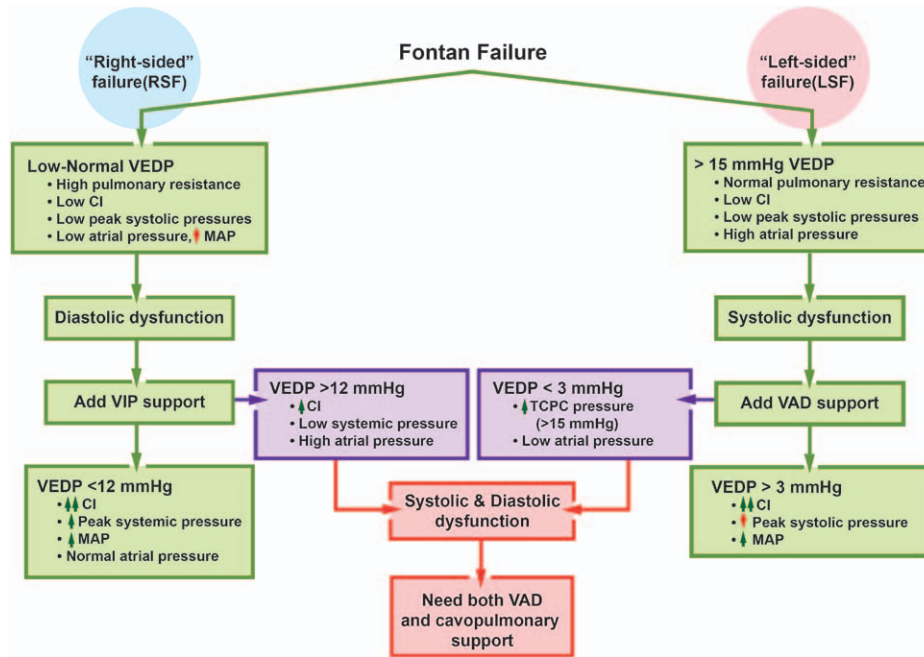 Fontan Failure
“Right-sided”
failure(RSF)
“Left-sided”
failure(LSF)
Low-Normal VEDP
• High pulmonary resistance
• Low CI
• Low peak systolic pressures
• Low atrial pressure, MAP
> 15 mmHg VEDP
• Normal pulmonary resistance
• Low CI
• Low peak systolic pressures
• High atrial pressure
Diastolic dysfunction
Systolic dysfunction
Add VIP support
VEDP >12 mmHg
• CI
• Low systemic pressure
• High atrial pressure
VEDP < 3 mmHg
• TCPC pressure
(>15 mmHg)
• Low atrial pressure
Add VAD support
VEDP <12 mmHg
• CI
• Peak systemic pressure
• MAP
• Normal atrial pressure
Systolic & Diastolic
dysfunction
VEDP > 3 mmHg
• CI
• Peak systolic pressure
• MAP
Need both VAD
and cavopulmonary
support